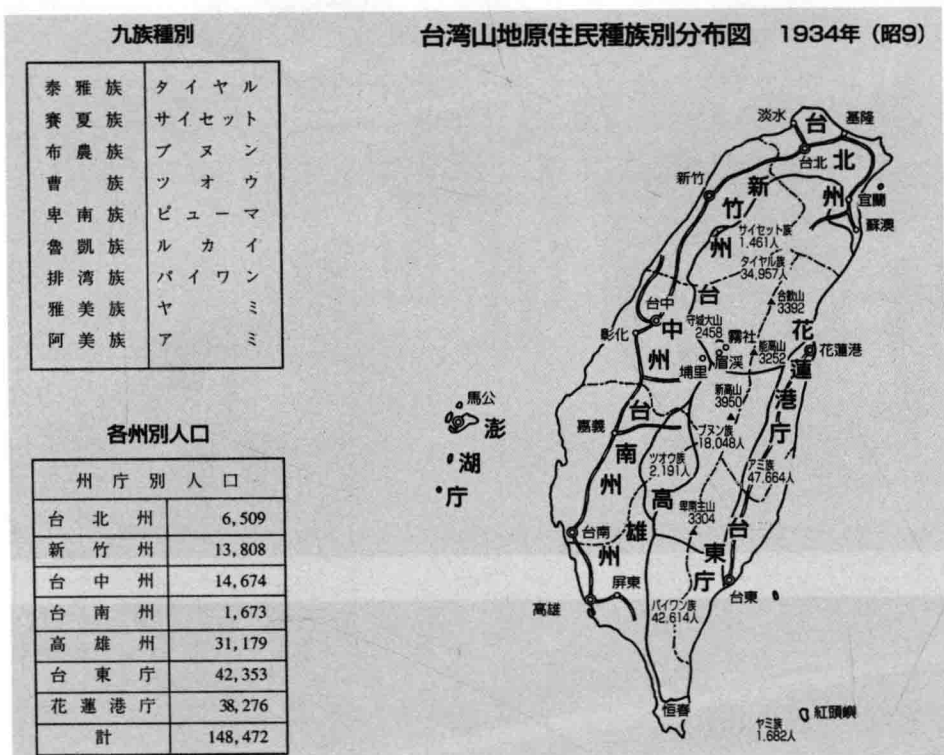 九族種別
泰雅族 タイヤル
賽夏族 サイセット
布農族 ブヌン
曹族 ツオウ
卑南族 ピューマ
魯凱族 ルカイ
排湾族 パイワン
雅美族 ヤミ
阿美族 アミ
各州別人口
州庁別人口
台北州 6,509
新竹州 13,808
台中州 14,674
台南州 1,673
高雄州 31,179
台東庁 42,353
花蓮港庁 38,276
計 148,472
台湾山地原住民種族別分布図 1934年(昭9)
淡水
基隆
台北
台北州
新竹
新竹州
宜蘭
蘇澳
サイセット族
1,461人
タイヤル族
34,957人
合歓山
3392
台中
台中州
守城大山
2458
霧社
能高山
3252
花蓮港
花蓮港庁
彰化
埔里
眉渓
新高山
3950
馬公
澎湖庁
嘉義
台南州
ブヌン族
18,048人
ツオウ族
2,191人
アミ族
47,664人
高雄州
卑南主山
3304
台東庁
台南
屏東
高雄
台東
パイワン族
42,614人
恒春
紅頭嶼
ヤミ族
1,682人